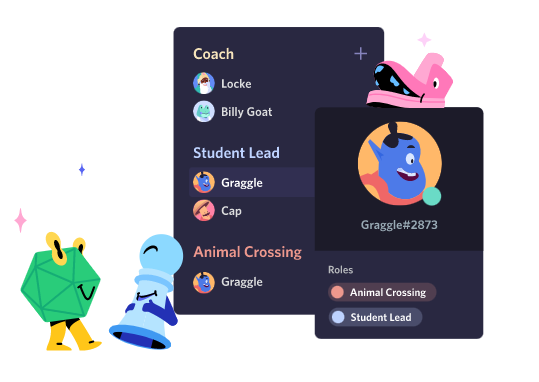 Coach
Locke
Billy Goat
Student Lead
Graggle
Cap
Animal Crossing
Graggle
Graggle#2873
Roles
Animal Crossing
Student Lead